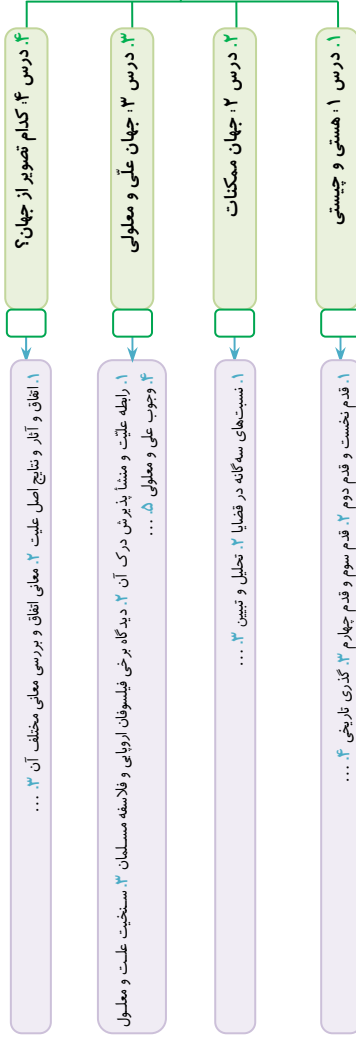 ۱. درس ۱: هستی و چیستی
۱. قدم نخست و قدم دوم ۲. قدم سوم و قدم چهارم ۳. گذری تاریخی ۴. ...
۲. درس ۲: جهان ممکنات
۱. نسبت‌های سه‌گانه در قضایا ۲. تحلیل و تبیین ۳. ...
۳. درس ۳: جهان علّی و معلولی
۱. رابطه علیّت و منشأ پذیرش درک آن ۲. دیدگاه برخی فیلسوفان اروپایی و فلاسفه مسلمان ۳. سنخیت علت و معلول
۴. وجوب علی و معلولی ۵. ...
۴. درس ۴: کدام تصویر از جهان؟
۱. اتفاق و آثار و نتایج اصل علیت ۲. معانی اتفاق و بررسی معانی مختلف آن ۳. ...